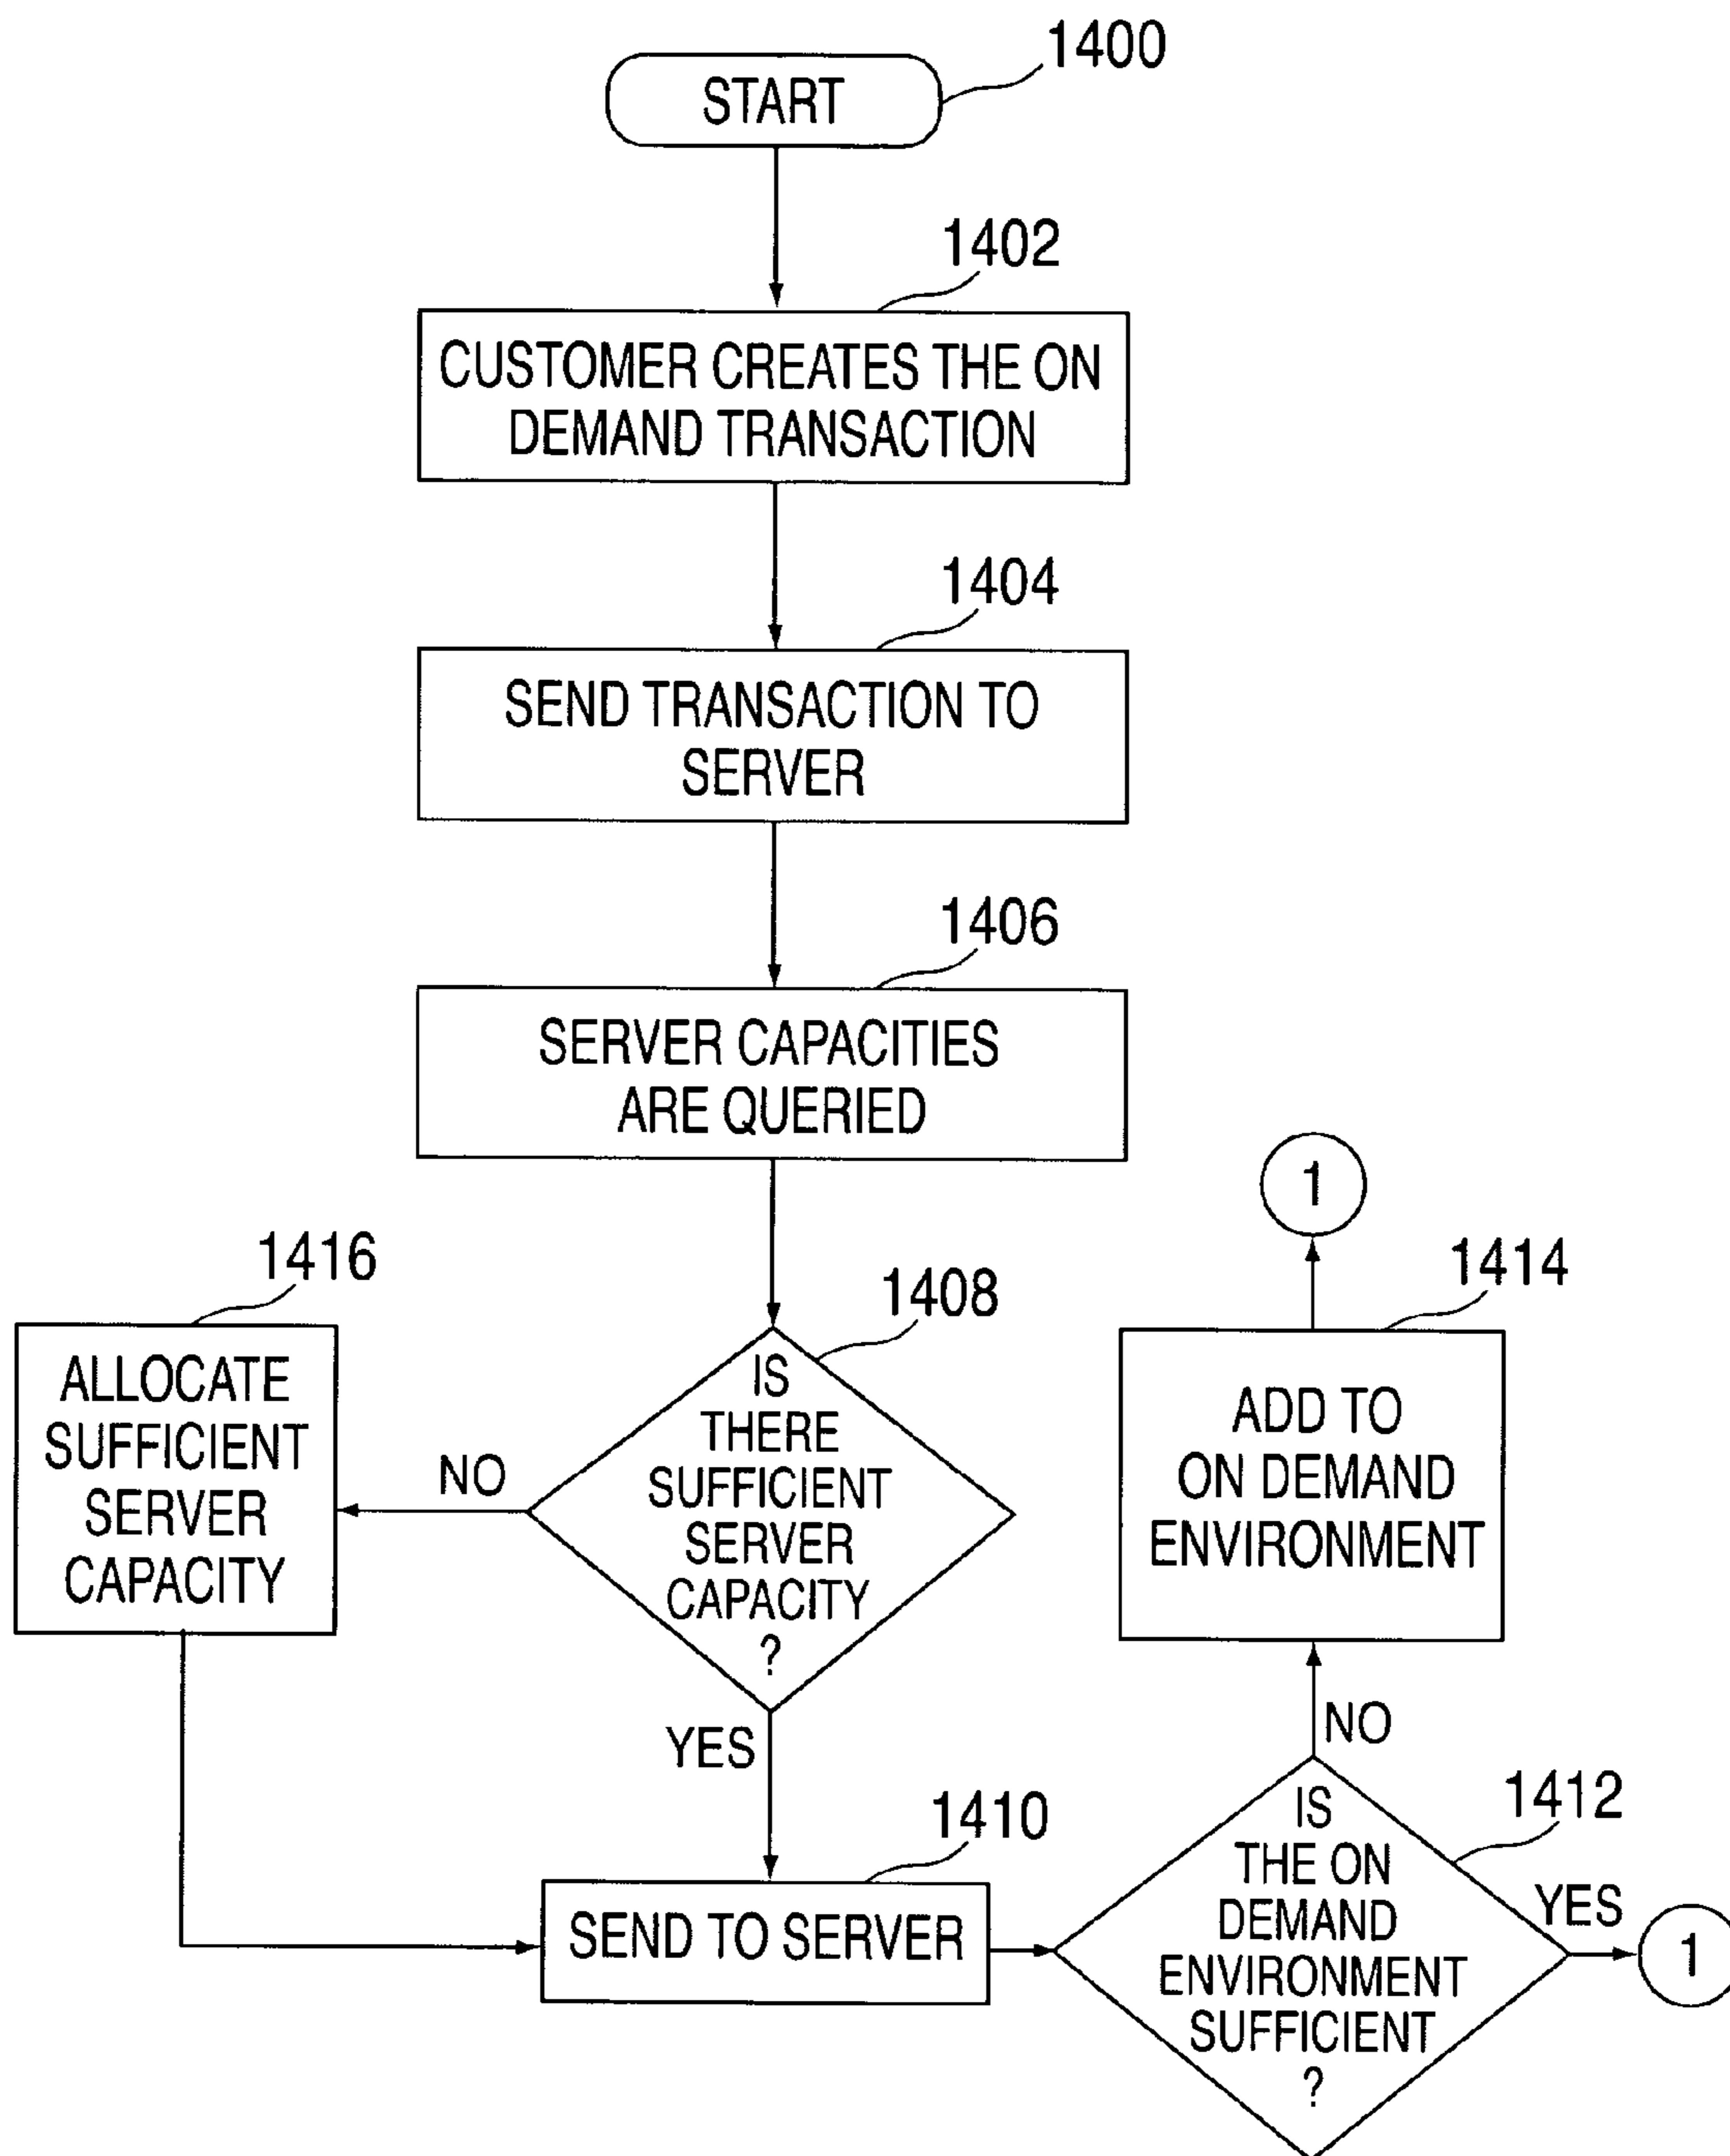 1400
START
1402
CUSTOMER CREATES THE ON
DEMAND TRANSACTION
1404
SEND TRANSACTION TO
SERVER
1406
SERVER CAPACITIES
ARE QUERIED
1
1416
1408
1414
ALLOCATE
SUFFICIENT
SERVER
CAPACITY
NO
IS
THERE
SUFFICIENT
SERVER
CAPACITY
?
ADD TO
ON DEMAND
ENVIRONMENT
YES
NO
1410
1412
SEND TO SERVER
IS
THE ON
DEMAND
ENVIRONMENT
SUFFICIENT
?
YES
1